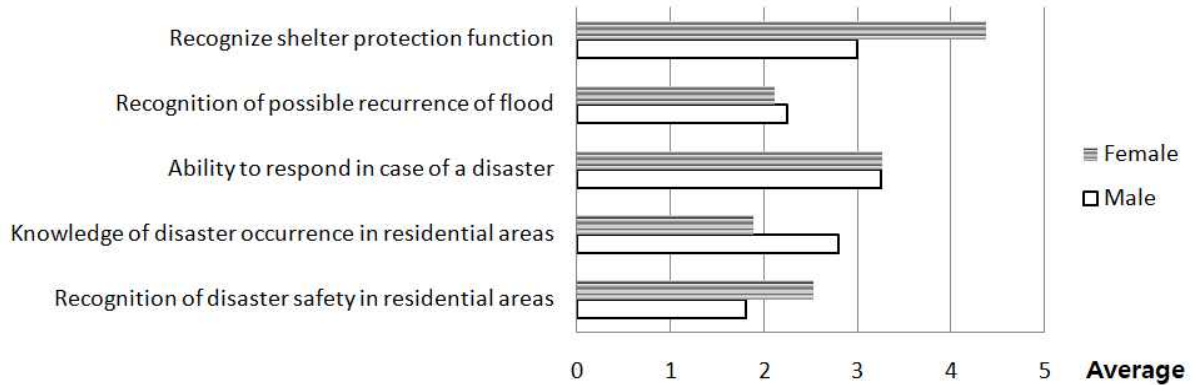 Recognize shelter protection function
Recognition of possible recurrence of flood
Ability to respond in case of a disaster
Knowledge of disaster occurrence in residential areas
Recognition of disaster safety in residential areas
Female
Male
0 1 2 3 4 5 Average